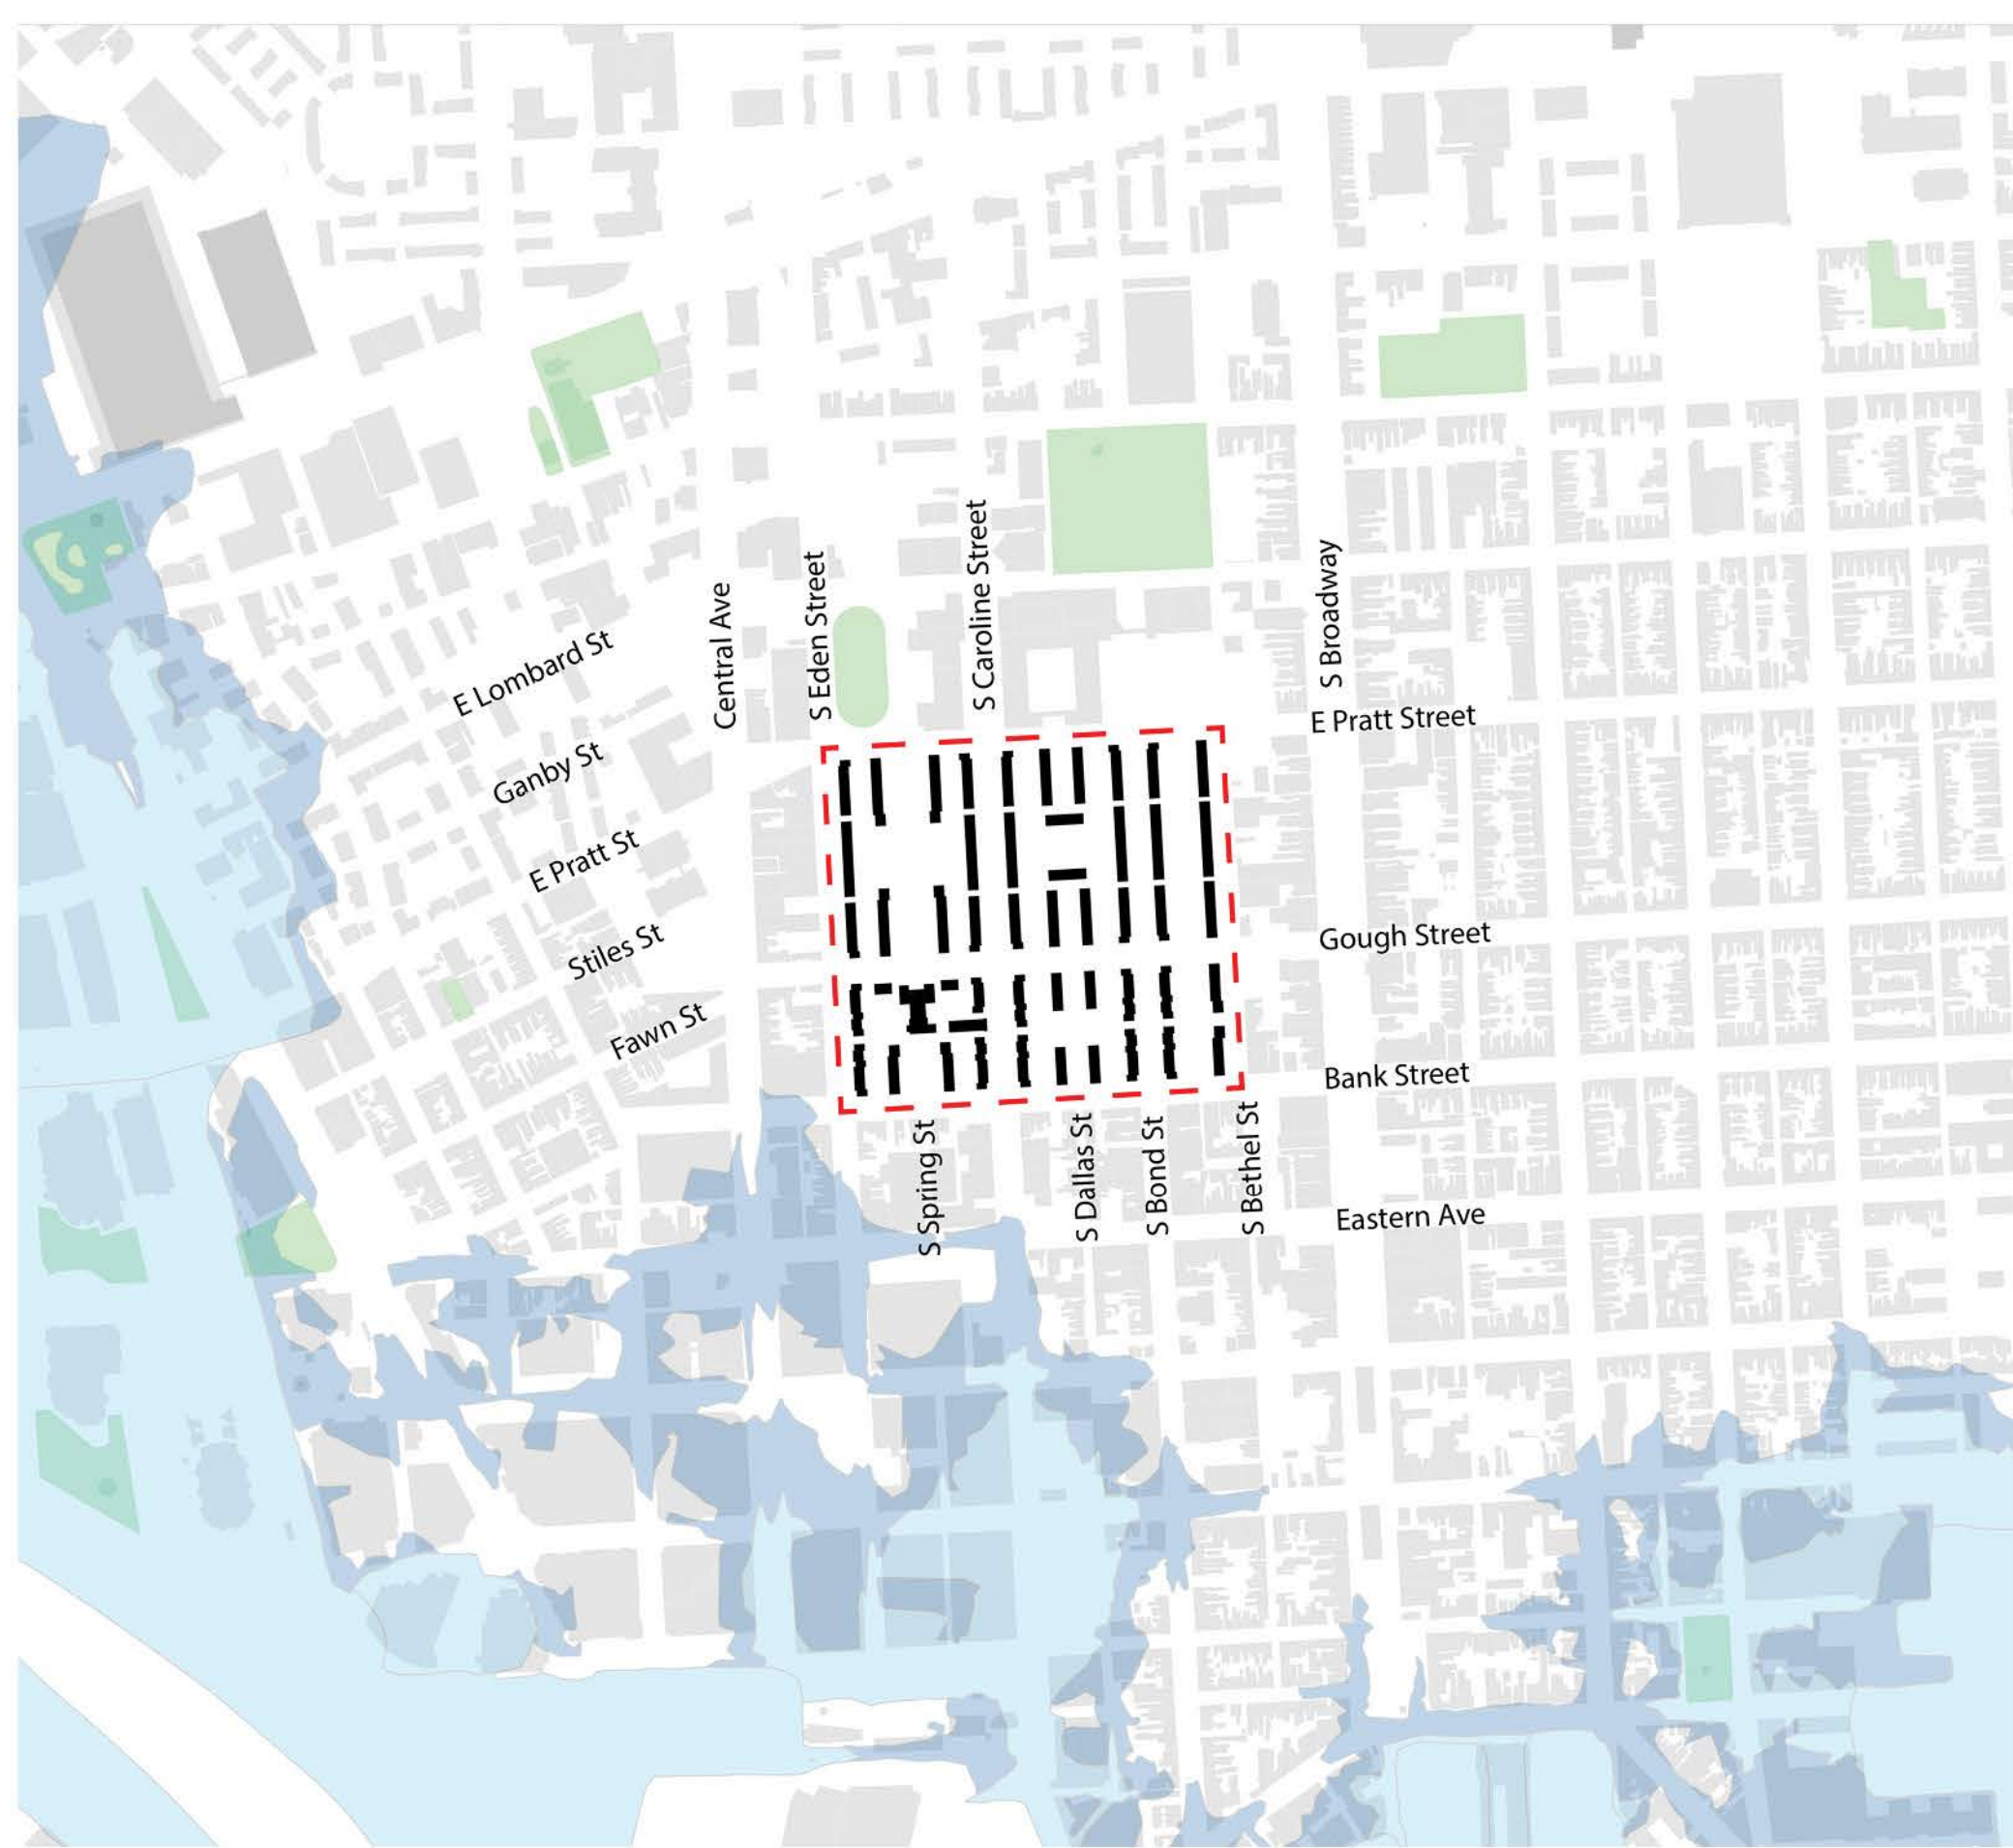 S Caroline Street
S Broadway
S Eden Street
Central Ave
E Lombard St
E Pratt Street
Ganby St
E Pratt St
Gough Street
Stiles St
Fawn St
Bank Street
S Spring St
S Dallas St
S Bond St
S Bethel St
Eastern Ave